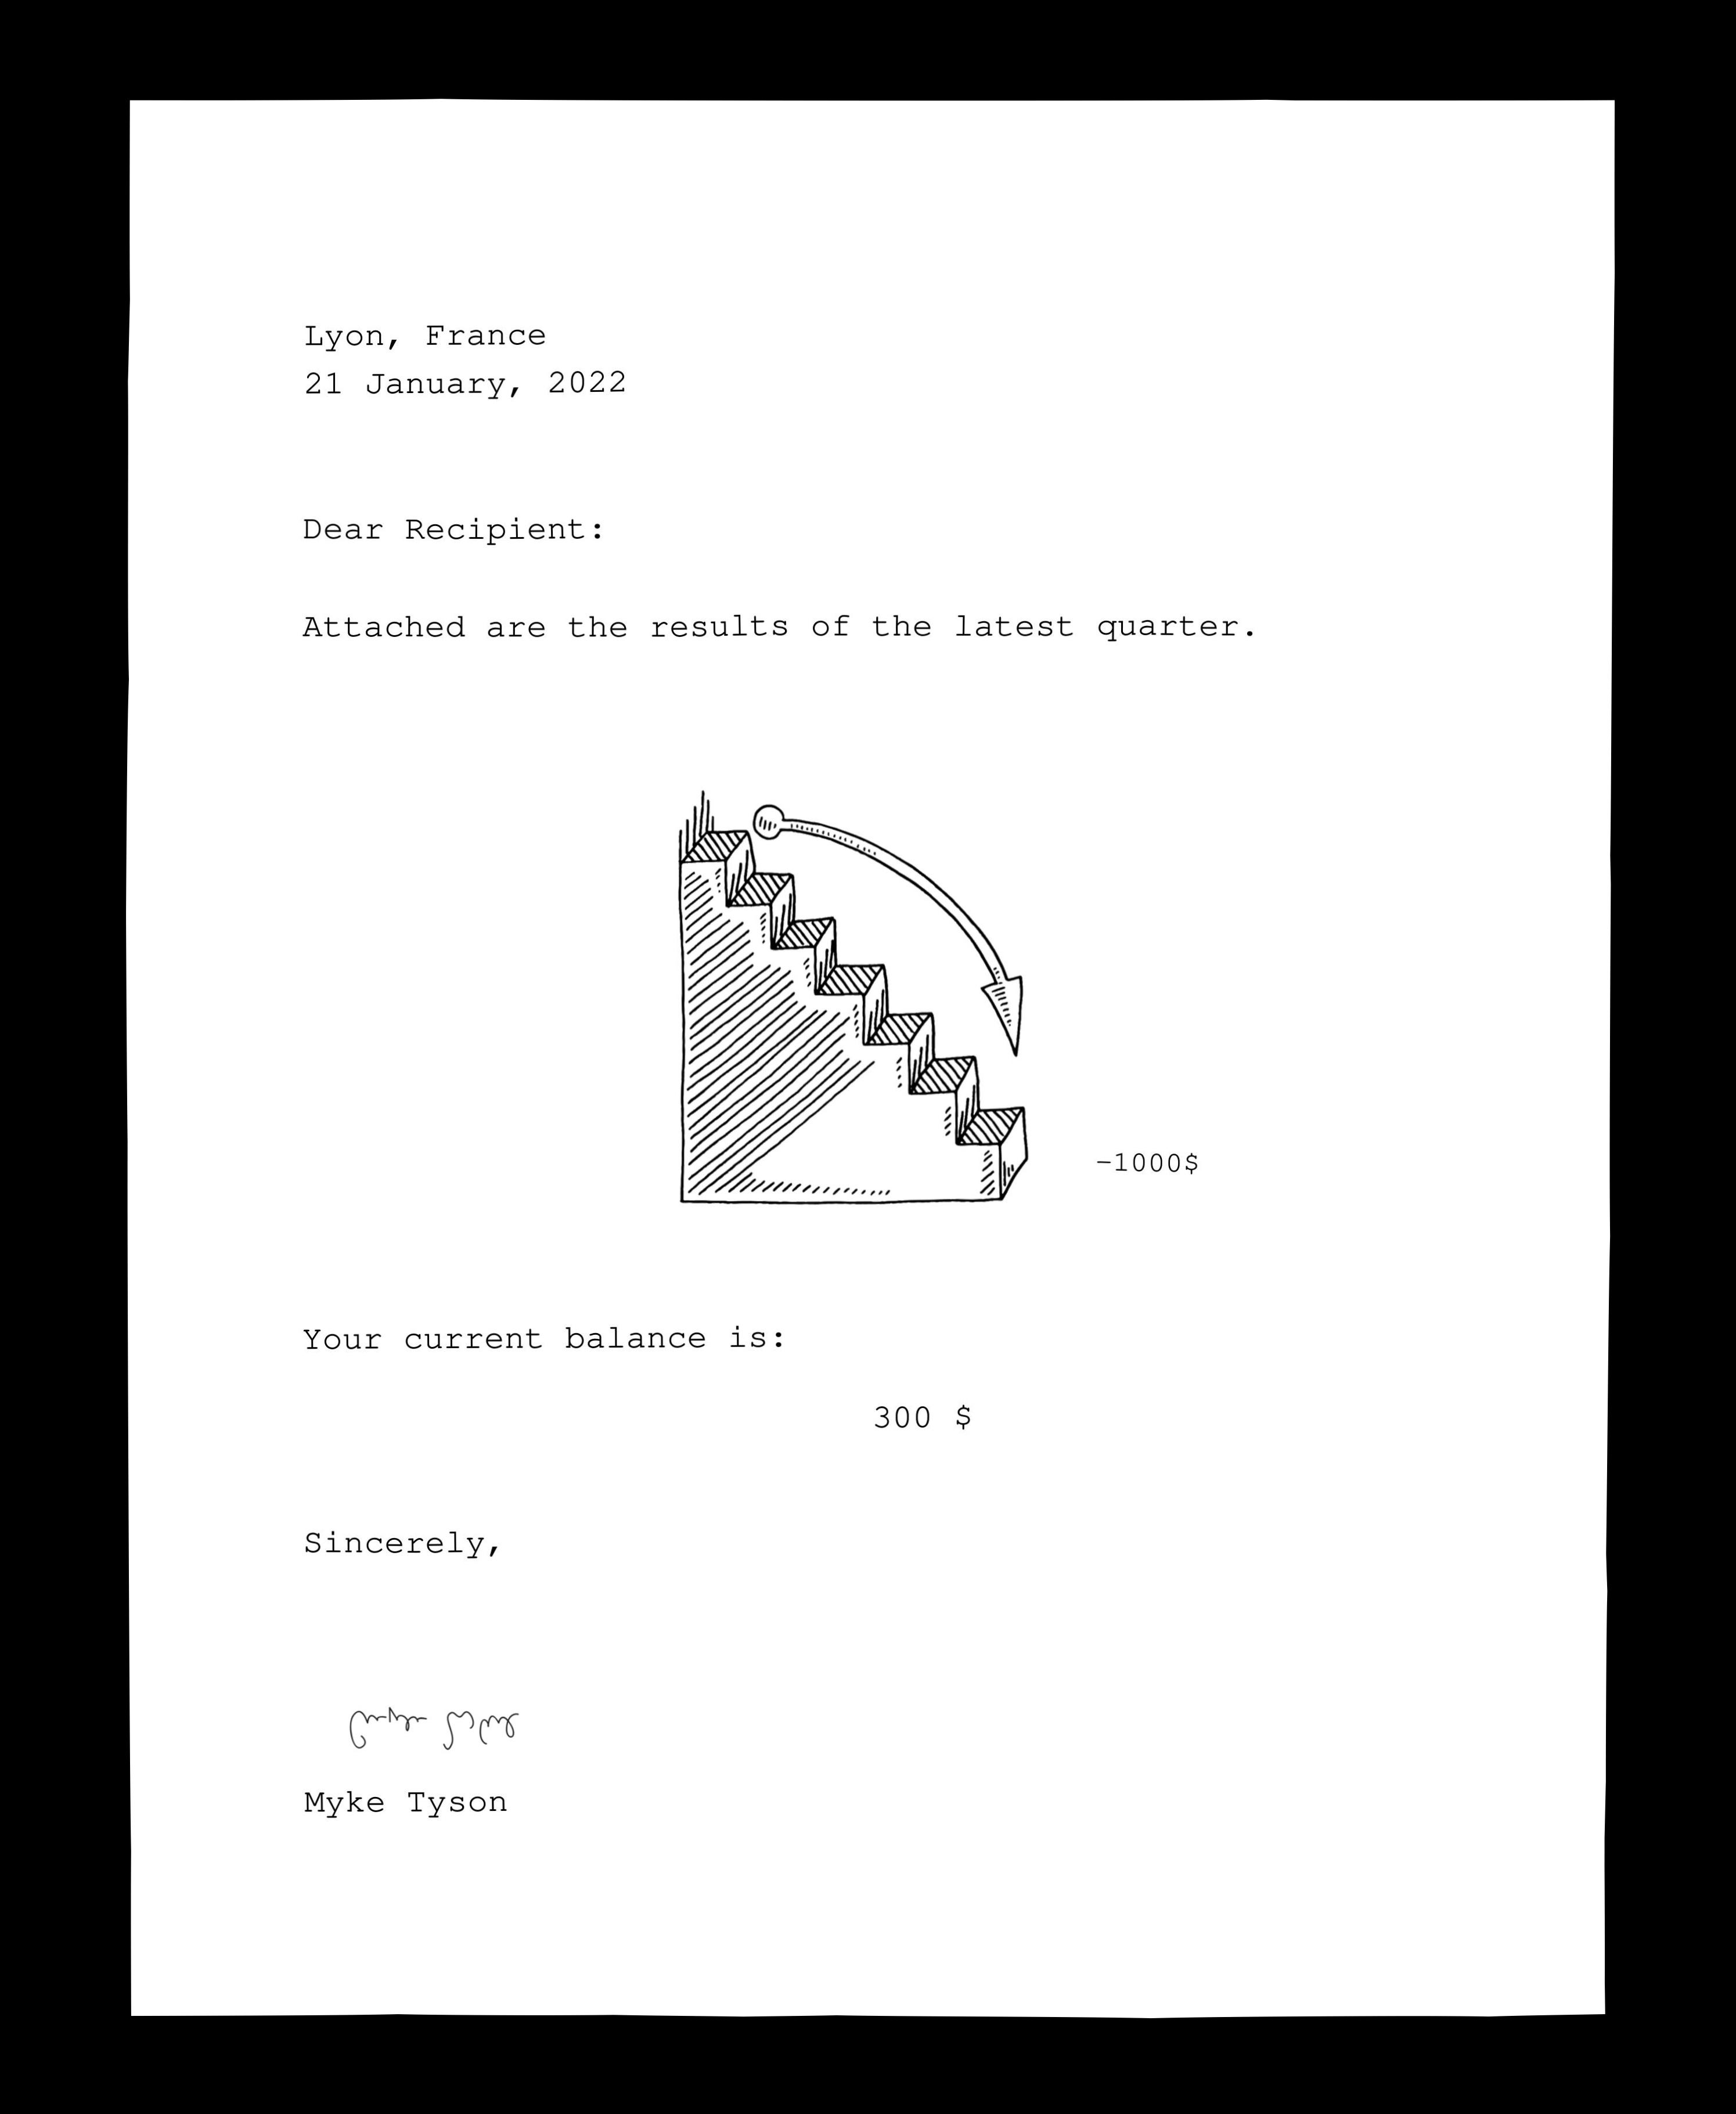 Lyon, France
21 January, 2022
Dear Recipient:
Attached are the results of the latest quarter.
-1000$
Your current balance is:
300 $
Sincerely,
Myke Tyson